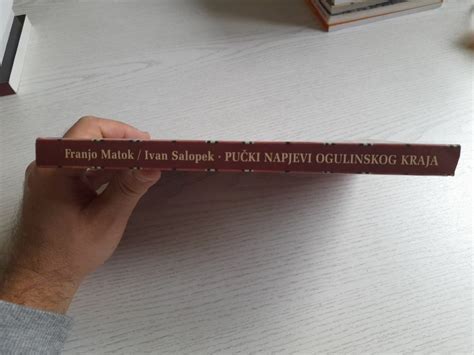 Franjo Matok / Ivan Salopek · PUČKI NAPJEVI OGULINSKOG KRAJA